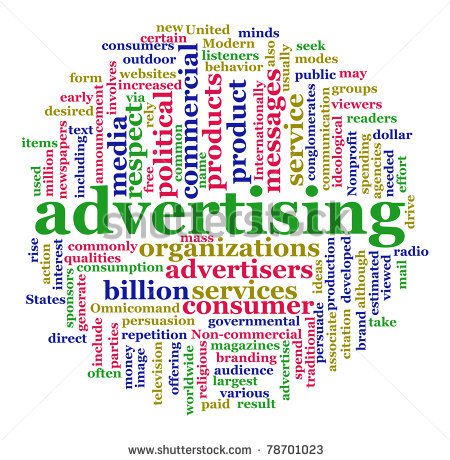 new United
certain
minds
consumers
Modern
seek
outdoor
listeners
also
modes
form
websites
behavior
usually
public
may
early
increased
groups
desired
announcement
involves
via
commercial
messages
communication
viewers
text
rely
political
products
product
Internationally
service
conglomerates
ideological
readers
items
including
media
respect
free
common
name
Nonprofit
spending
agencies
dollar
used
million
newspapers
needed
effort
advertising
drive
rise
commonly
mass
organizations
action
interest
qualities
advertisers
ideas
production
developed
although
estimated
viewed
radio
mail
sponsors
consumption
billion services
States
generate
Omnicomand
consumer
persuasion
governmental
persuade
associate
citation
brand
take
direct
include
parties
repetition
Non-commercial
traditional
magazines
advertise
spend
branding
often
money
image
television
offering
worldwide
religious
audience
largest
various
paid
result
shutterstock
www.shutterstock.com · 78701023